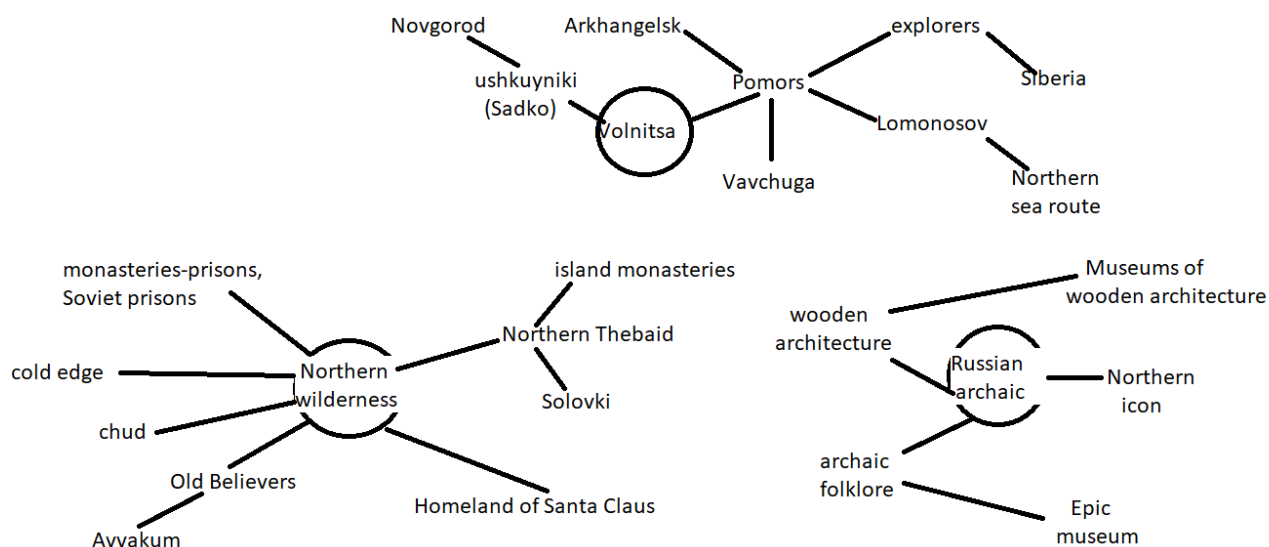 Novgorod
Arkhangelsk
explorers
ushkuyniki
(Sadko)
Pomors
Siberia
Volnitsa
Lomonosov
Vavchuga
Northern
sea route
monasteries-prisons,
Soviet prisons
island monasteries
Northern Thebaid
Northern
wilderness
cold edge
Solovki
chud
Old Believers
Homeland of Santa Claus
Avvakum
Museums of
wooden architecture
wooden
architecture
Russian
archaic
Northern
icon
archaic
folklore
Epic
museum